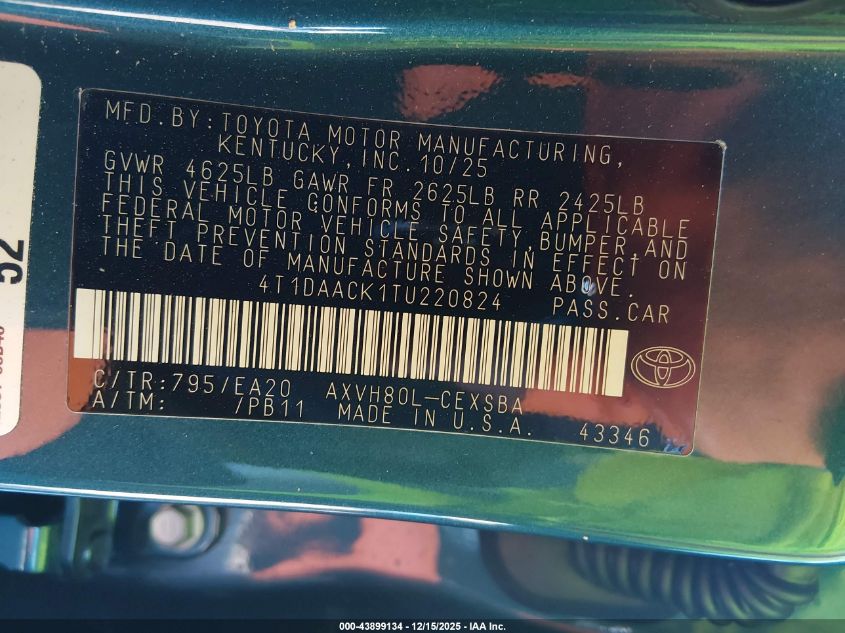 MFD. BY: TOYOTA MOTOR MANUFACTURING,
KENTUCKY, INC. 10/25
GVWR 4625LB GAWR FR 2625LB RR 2425LB
THIS VEHICLE CONFORMS TO ALL APPLICABLE
FEDERAL MOTOR VEHICLE SAFETY, BUMPER AND
THEFT PREVENTION STANDARDS IN EFFECT ON
THE DATE OF MANUFACTURE SHOWN ABOVE.
4T1DAACK1TU220824 PASS. CAR
C/TR: 795/EA20 AXVH80L-CEXSBA
A/TM: /PB11 MADE IN U.S.A. 43346
52
000-43899134 - 12/15/2025 - IAA Inc.